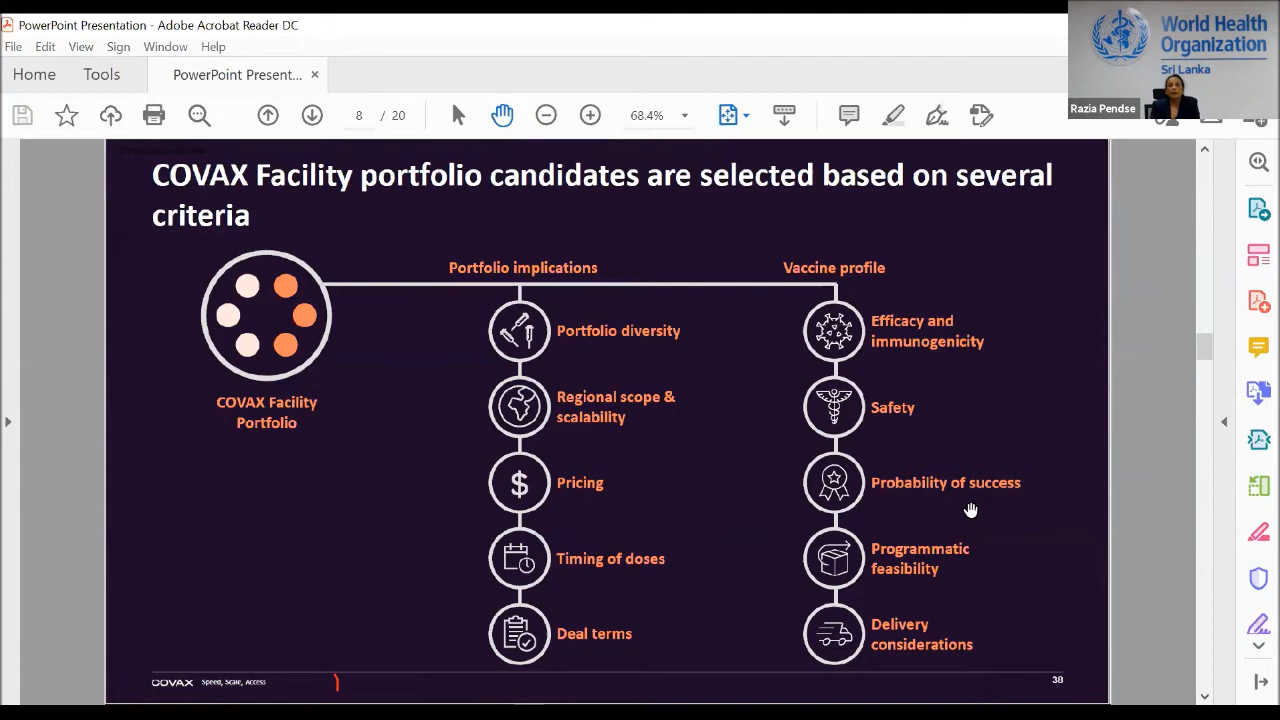 PowerPoint Presentation - Adobe Acrobat Reader DC
File Edit View Sign Window Help
Home Tools PowerPoint Present... ×
8 / 20 68.4%
World Health
Organization
Sri Lanka
Razia Pendse
COVAX Facility portfolio candidates are selected based on several
criteria
COVAX Facility
Portfolio
Portfolio implications
Portfolio diversity
Regional scope &
scalability
$
Pricing
Timing of doses
Deal terms
Vaccine profile
Efficacy and
immunogenicity
Safety
Probability of success
Programmatic
feasibility
Delivery
considerations
COVAX Speed, Scale, Access
38